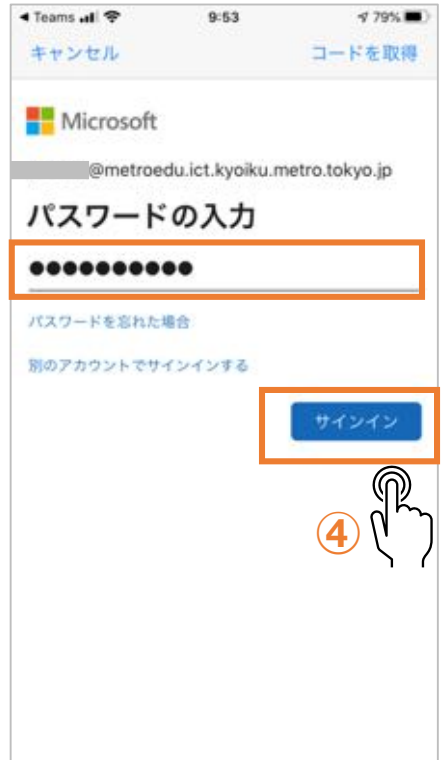 ◀ Teams 9:53 79%
キャンセル コードを取得
Microsoft
@metroedu.ict.kyoiku.metro.tokyo.jp
パスワードの入力
●●●●●●●●●●
パスワードを忘れた場合
別のアカウントでサインインする
サインイン
④